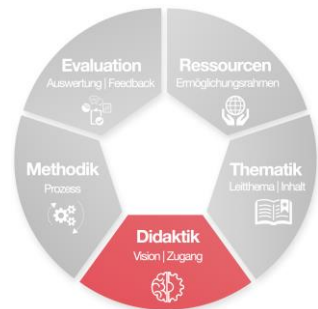 Evaluation
Auswertung | Feedback
Ressourcen
Ermöglichungsrahmen
Methodik
Prozess
Thematik
Leitthema | Inhalt
Didaktik
Vision | Zugang